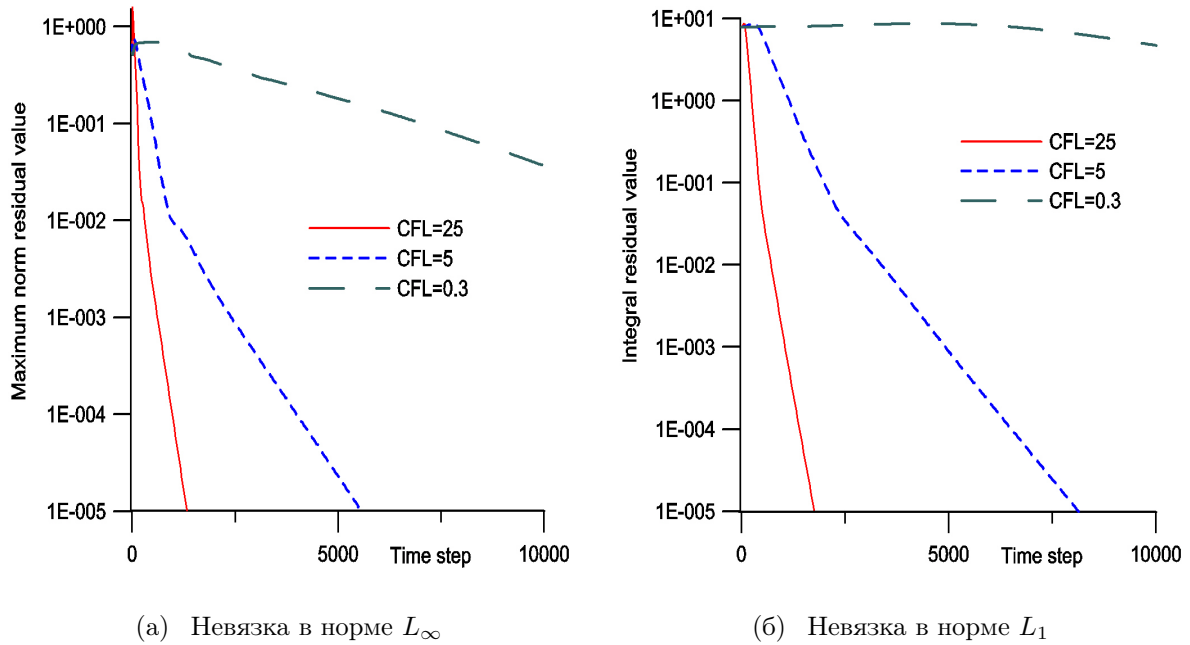 1E+000
1E-001
1E-002
1E-003
1E-004
1E-005
Maximum norm residual value
CFL=25
CFL=5
CFL=0.3
0
5000
Time step
10000
(а) Невязка в норме L∞
1E+001
1E+000
1E-001
1E-002
1E-003
1E-004
1E-005
Integral residual value
CFL=25
CFL=5
CFL=0.3
0
5000
Time step
10000
(б) Невязка в норме L₁